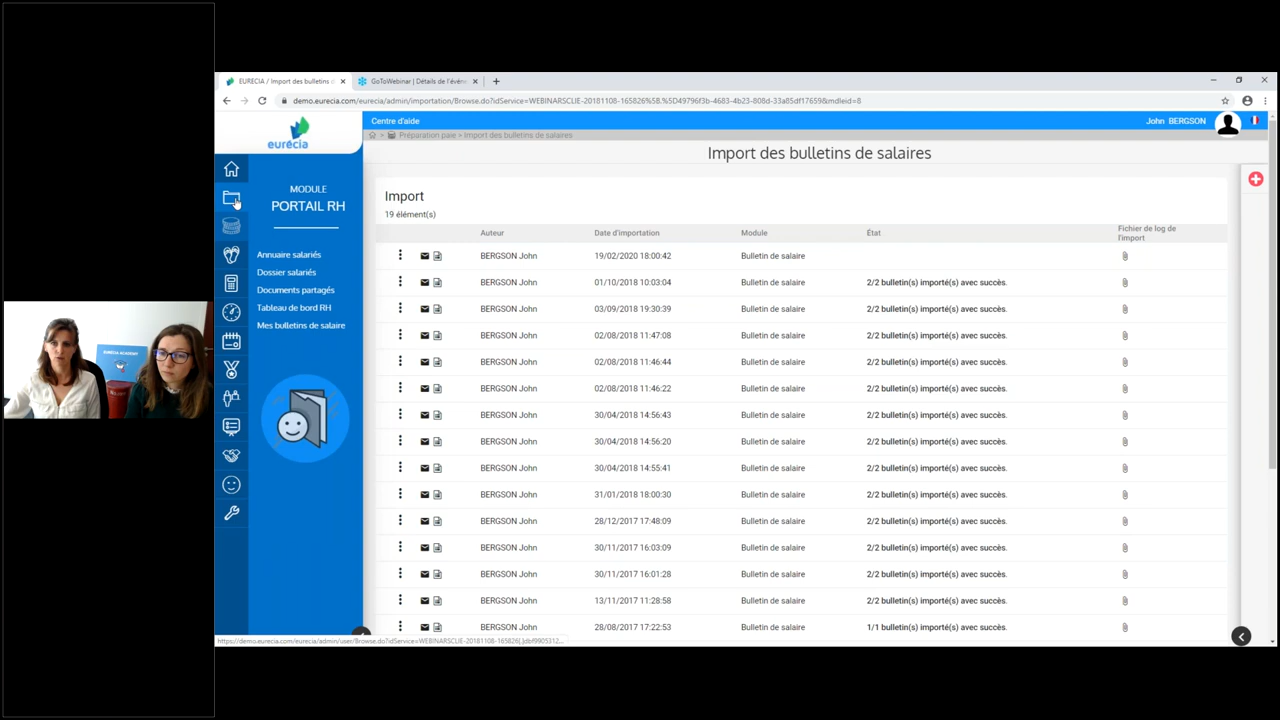 EURECIA / Import des bulletins d
GoToWebinar | Détails de l'évén
demo.eurecia.com/eurecia/admin/importation/Browse.do?idService=WEBINARSCLIE-20181108-165826%5B.%5D49796f3b-4683-4b23-808d-33a85df17659&mdleid=8
eurécia
Centre d'aide
John BERGSON
> Préparation paie > Import des bulletins de salaires
Import des bulletins de salaires
MODULE
PORTAIL RH
Annuaire salariés
Dossier salariés
Documents partagés
Tableau de bord RH
Mes bulletins de salaire
Import
19 élément(s)
Auteur Date d'importation Module État Fichier de log de l'import
BERGSON John 19/02/2020 18:00:42 Bulletin de salaire
BERGSON John 01/10/2018 10:03:04 Bulletin de salaire 2/2 bulletin(s) importé(s) avec succès.
BERGSON John 03/09/2018 19:30:39 Bulletin de salaire 2/2 bulletin(s) importé(s) avec succès.
BERGSON John 02/08/2018 11:47:08 Bulletin de salaire 2/2 bulletin(s) importé(s) avec succès.
BERGSON John 02/08/2018 11:46:44 Bulletin de salaire 2/2 bulletin(s) importé(s) avec succès.
BERGSON John 02/08/2018 11:46:22 Bulletin de salaire 2/2 bulletin(s) importé(s) avec succès.
BERGSON John 30/04/2018 14:56:43 Bulletin de salaire 2/2 bulletin(s) importé(s) avec succès.
BERGSON John 30/04/2018 14:56:20 Bulletin de salaire 2/2 bulletin(s) importé(s) avec succès.
BERGSON John 30/04/2018 14:55:41 Bulletin de salaire 2/2 bulletin(s) importé(s) avec succès.
BERGSON John 31/01/2018 18:00:30 Bulletin de salaire 2/2 bulletin(s) importé(s) avec succès.
BERGSON John 28/12/2017 17:48:09 Bulletin de salaire 2/2 bulletin(s) importé(s) avec succès.
BERGSON John 30/11/2017 16:03:09 Bulletin de salaire 2/2 bulletin(s) importé(s) avec succès.
BERGSON John 30/11/2017 16:01:28 Bulletin de salaire 2/2 bulletin(s) importé(s) avec succès.
BERGSON John 13/11/2017 11:28:58 Bulletin de salaire 2/2 bulletin(s) importé(s) avec succès.
BERGSON John 28/08/2017 17:22:53 Bulletin de salaire 1/1 bulletin(s) importé(s) avec succès.
EURECIA ACADEMY